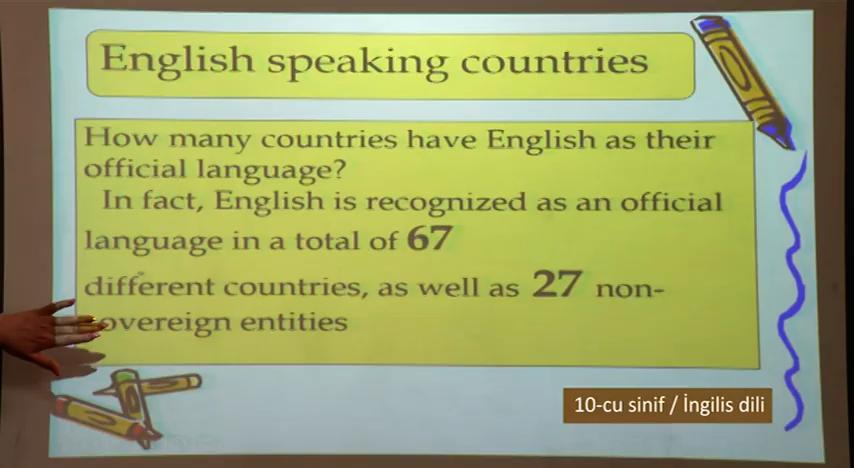 English speaking countries
How many countries have English as their
official language?
In fact, English is recognized as an official
language in a total of 67
different countries, as well as 27 non-
overeign entities
10-cu sinif / İngilis dili